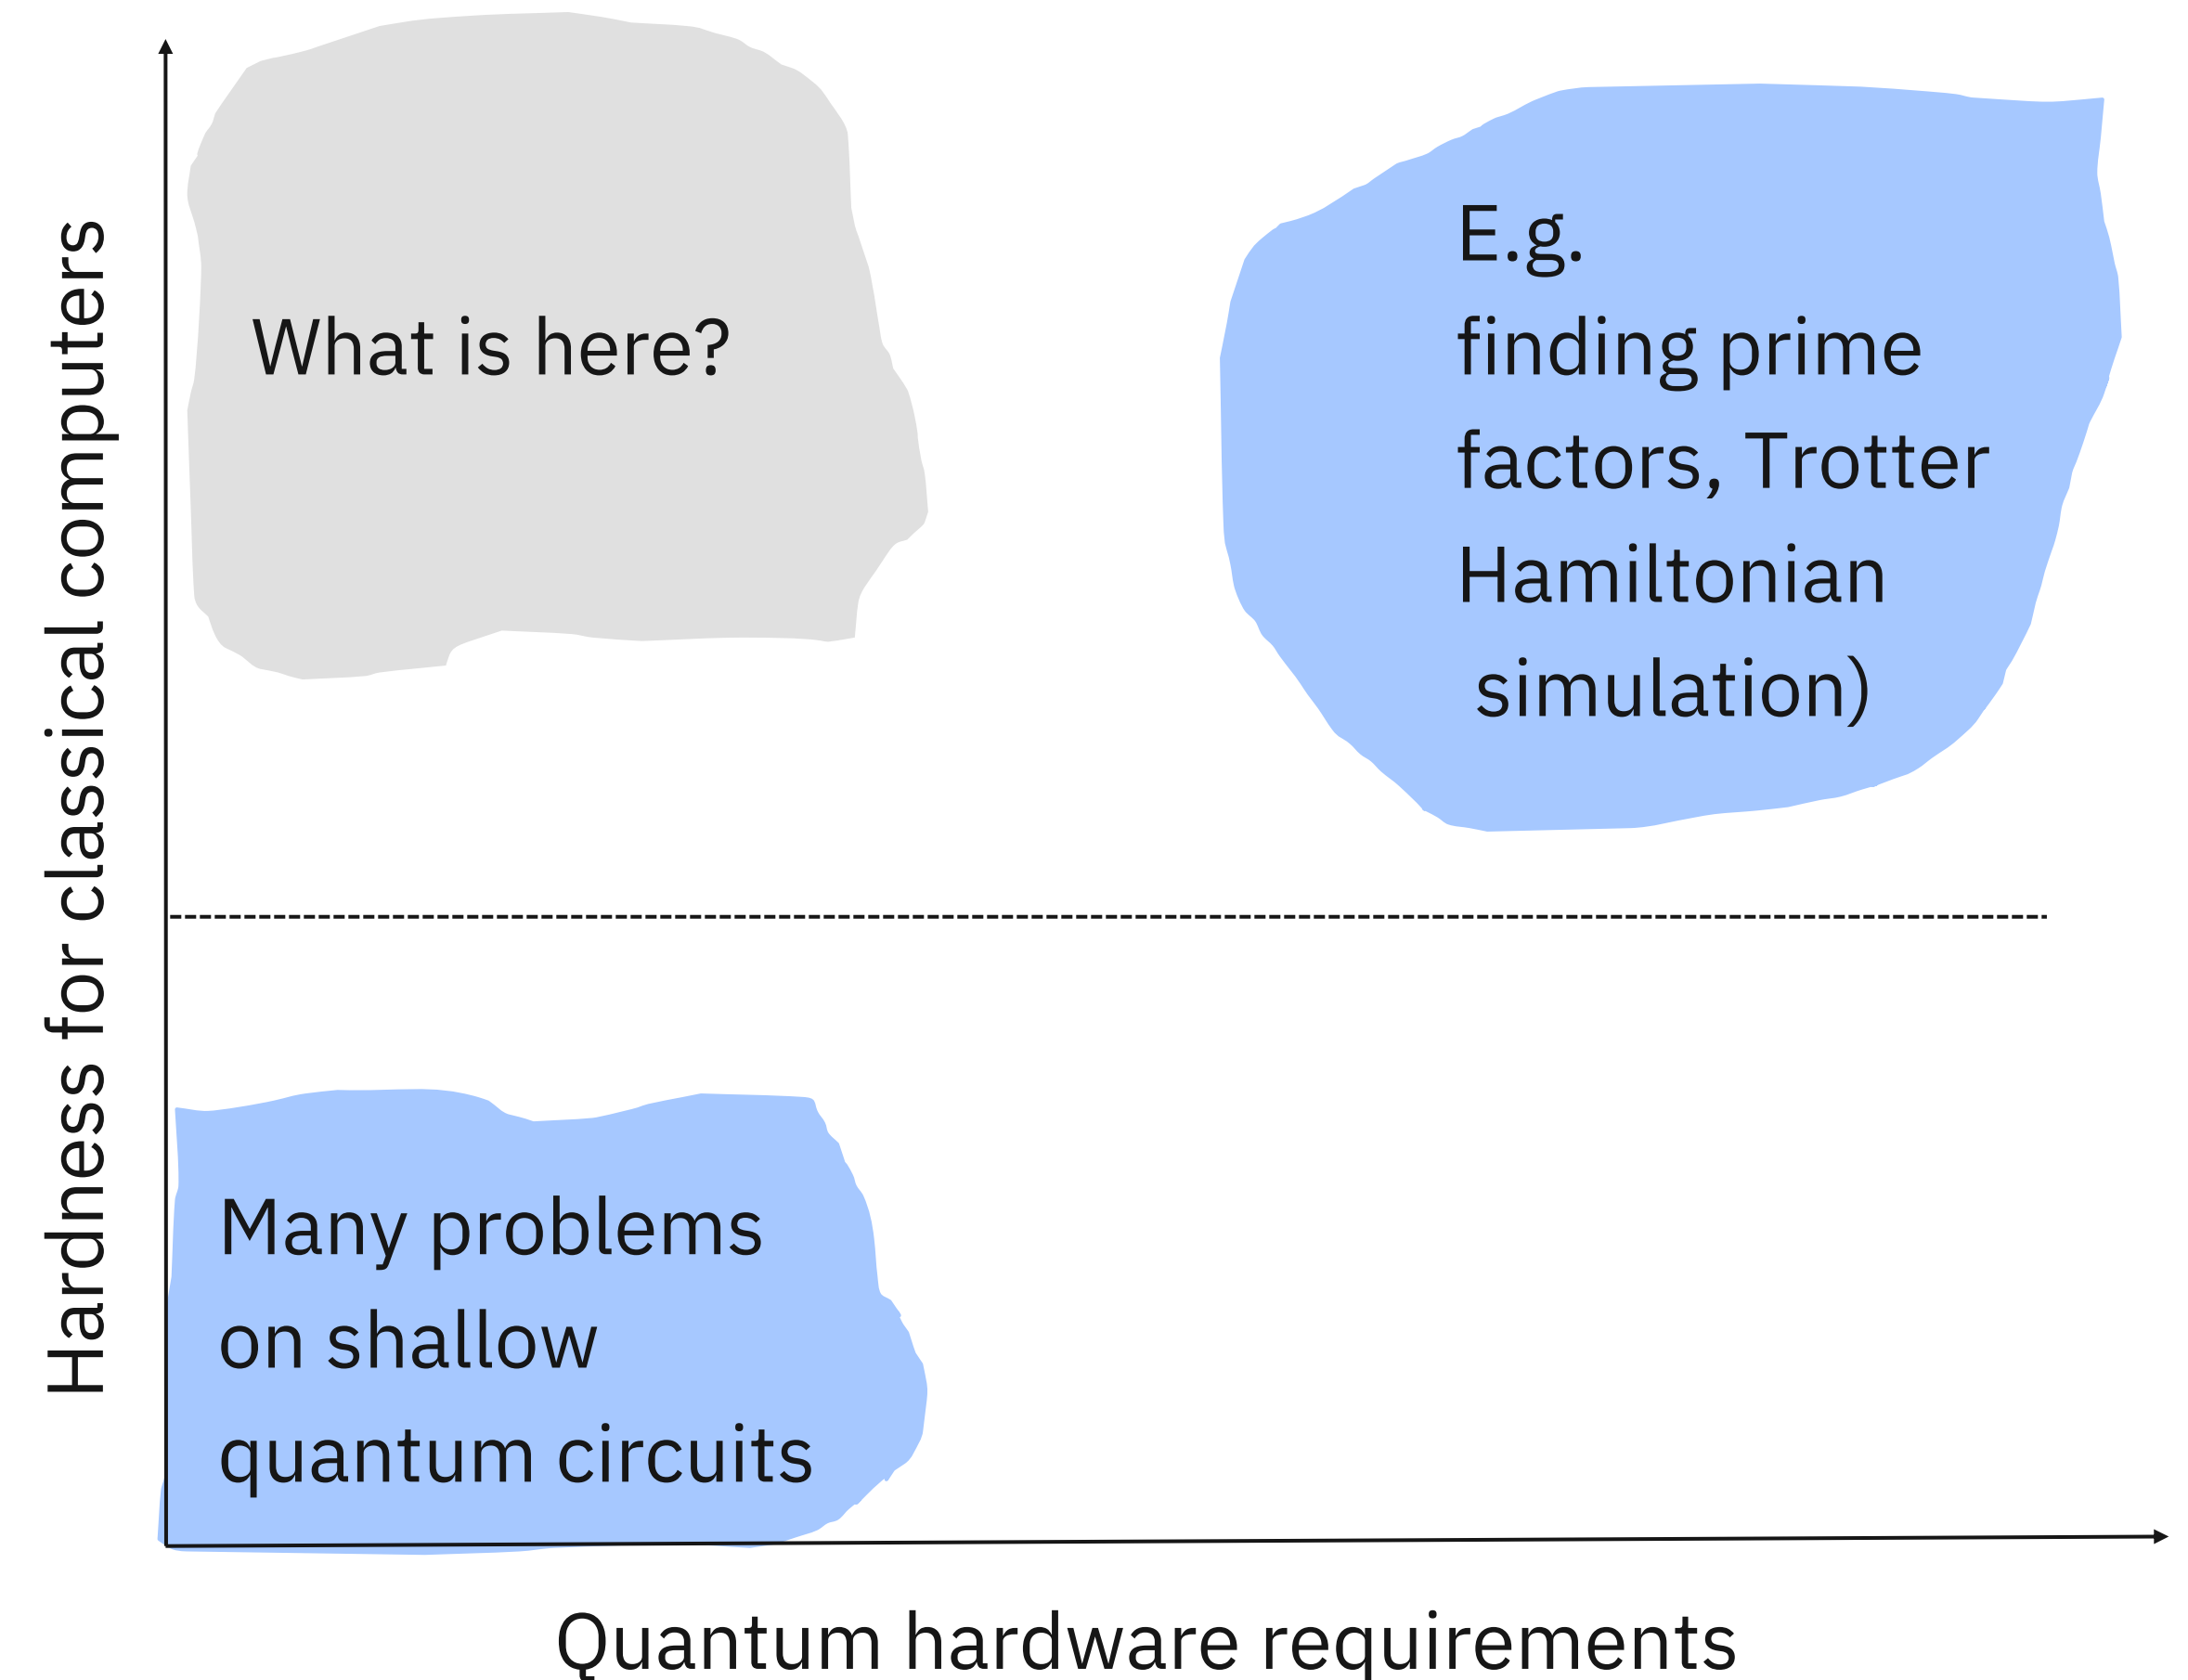 Hardness for classical computers
What is here?
E.g.
finding prime
factors, Trotter
Hamiltonian
simulation)
Many problems
on shallow
quantum circuits
Quantum hardware requirements